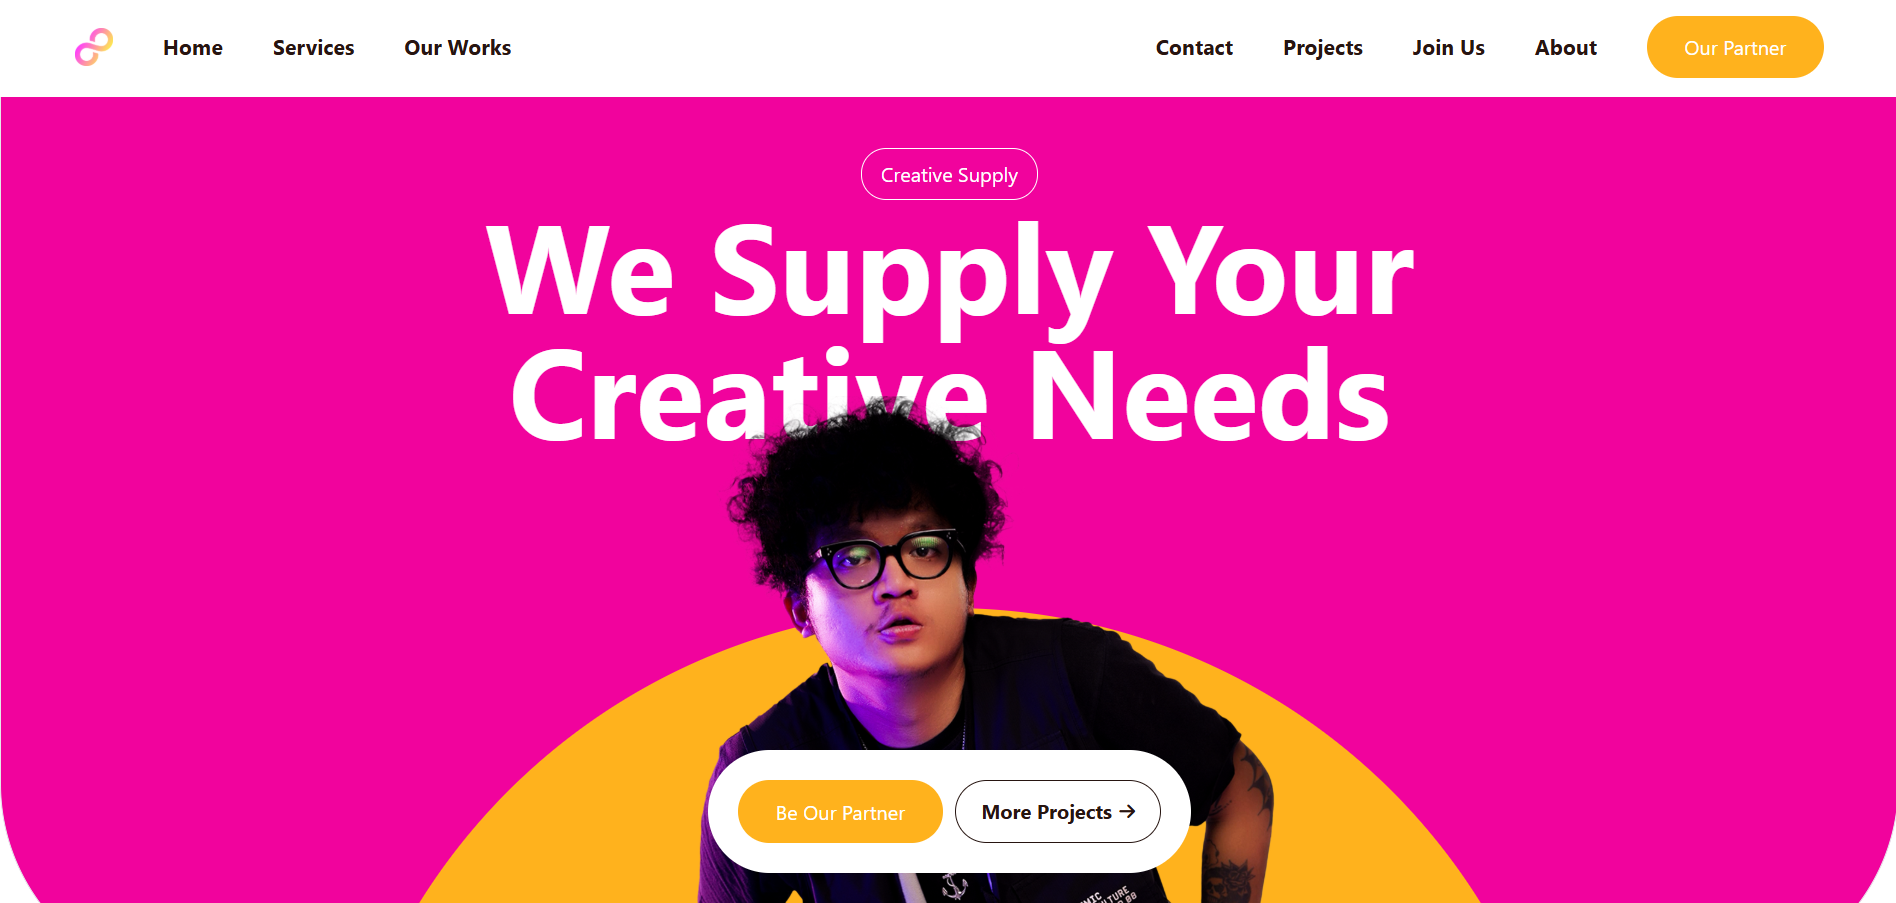 Home Services Our Works Contact Projects Join Us About Our Partner
Creative Supply
We Supply Your
Creative Needs
Be Our Partner More Projects →